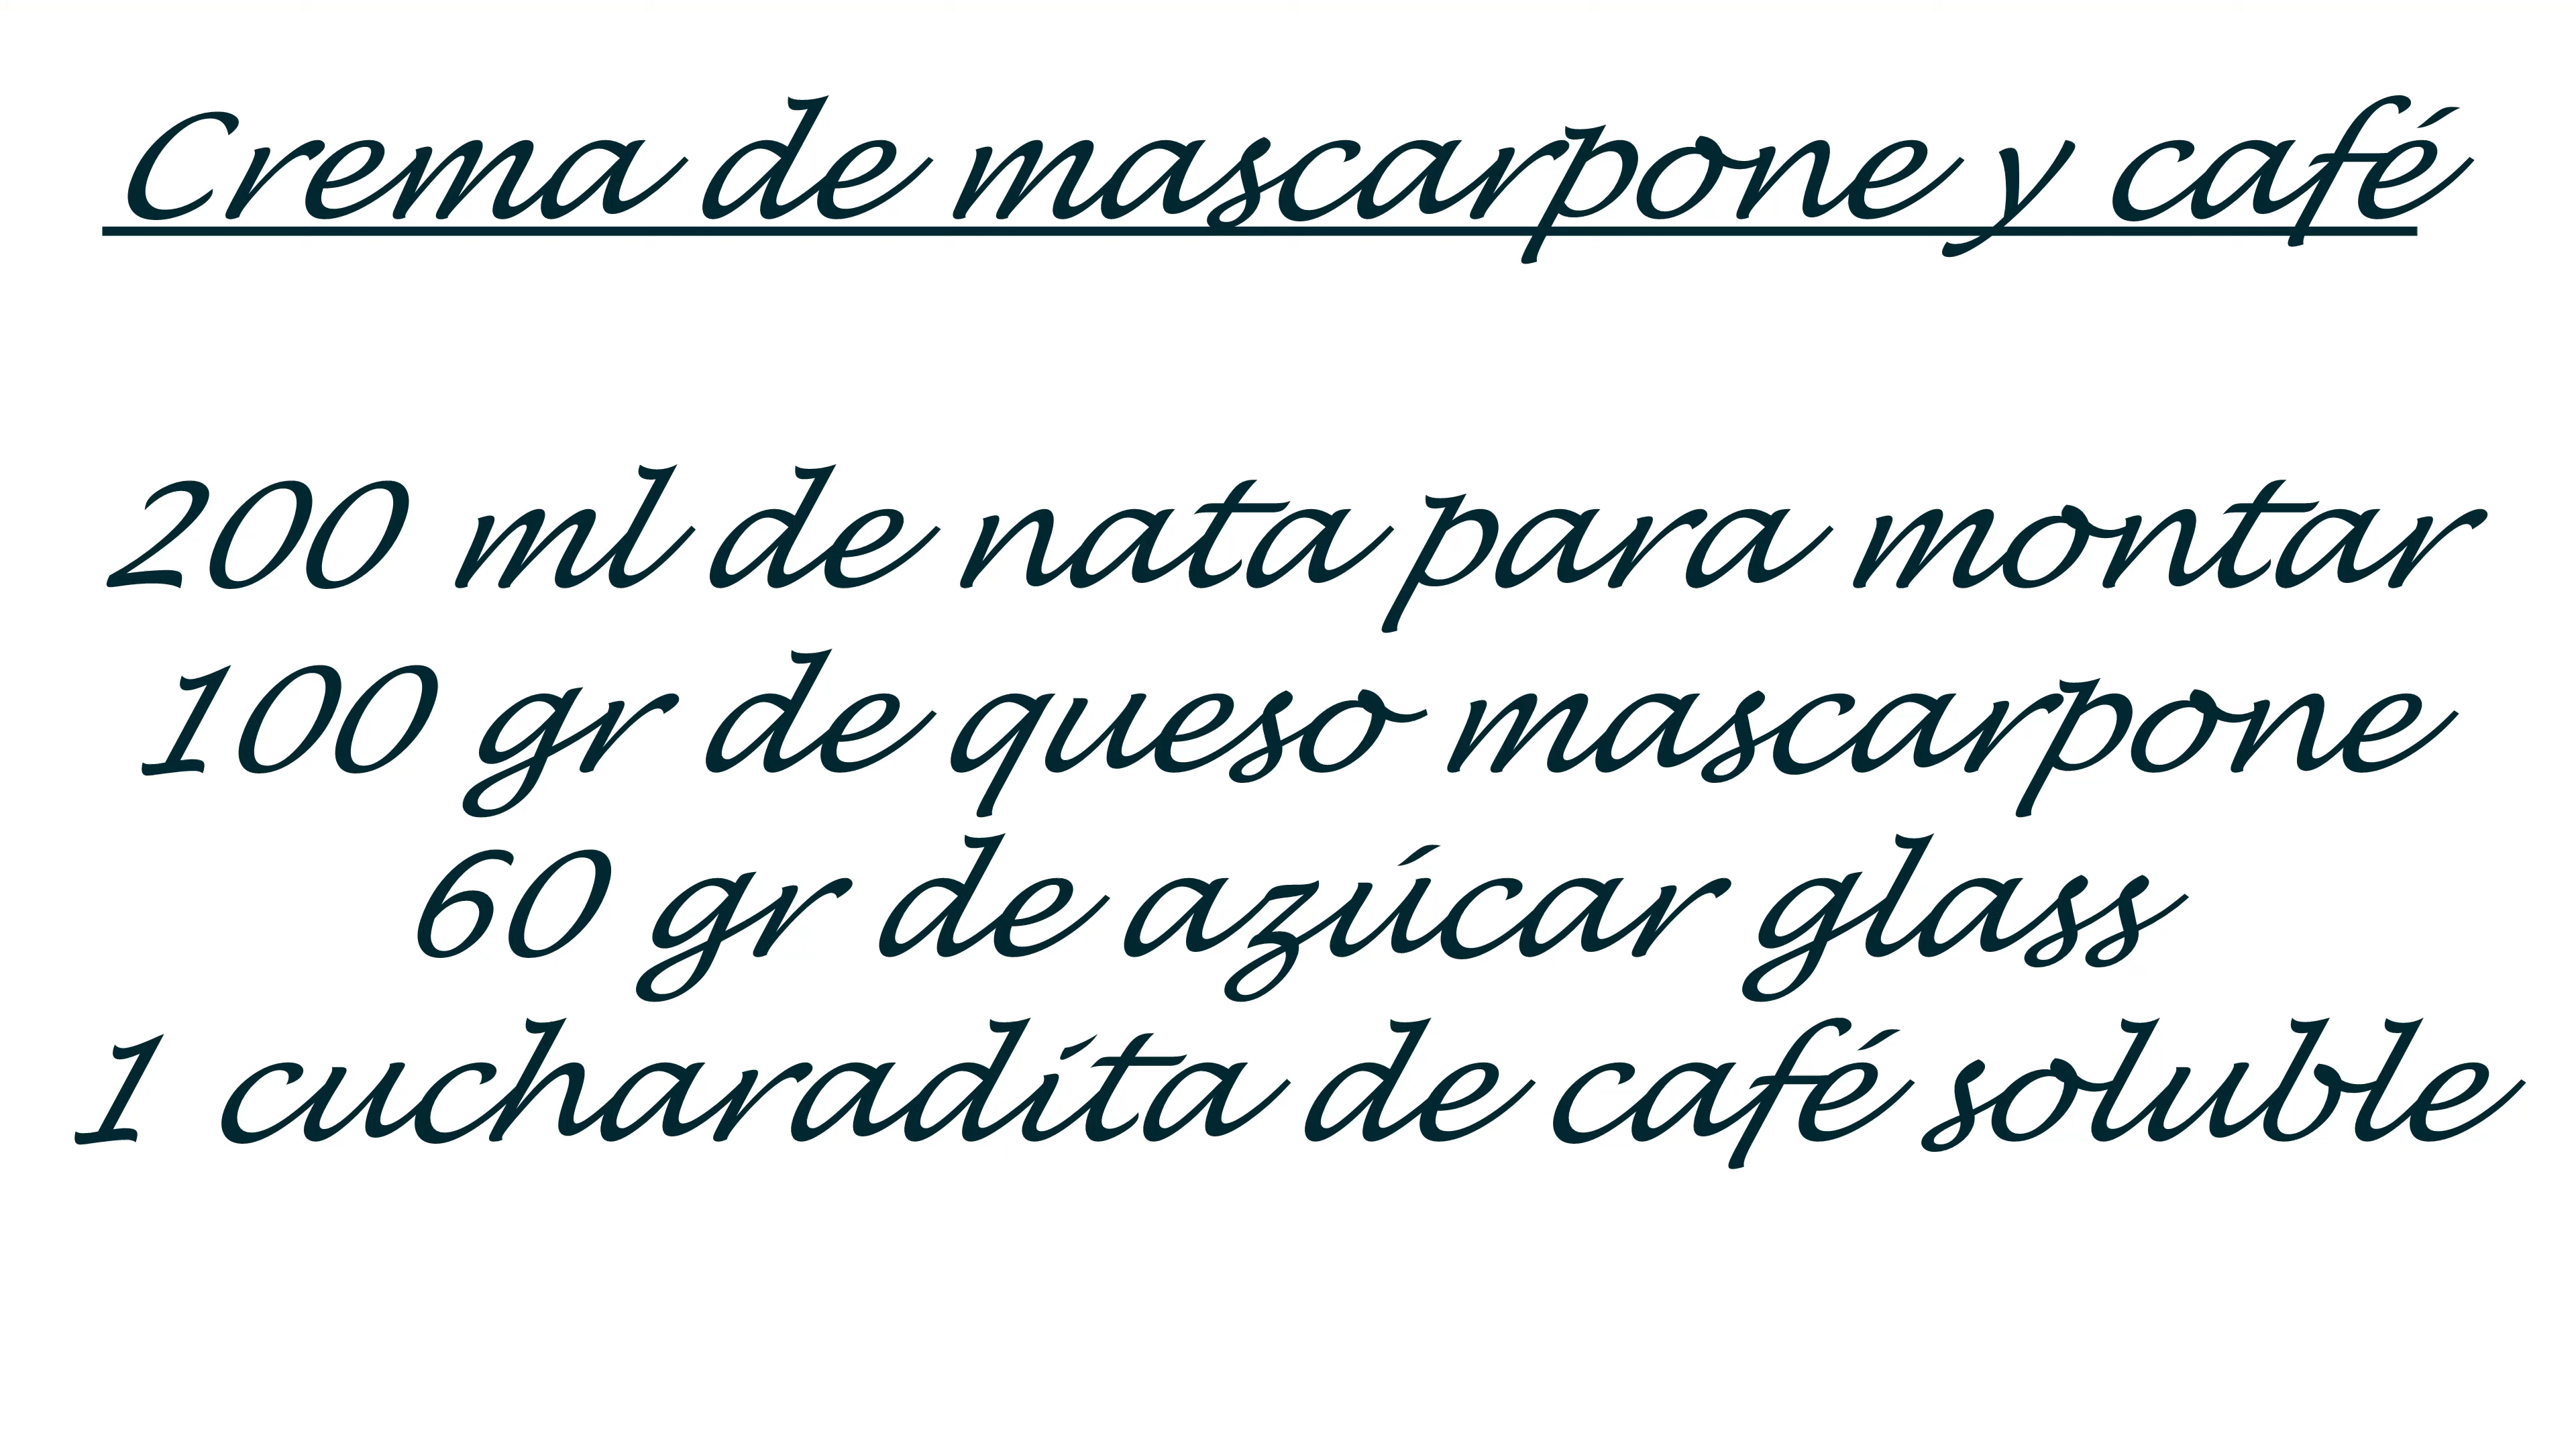 Crema de mascarpone y café
200 ml de nata para montar
100 gr de queso mascarpone
60 gr de azúcar glass
1 cucharadita de café soluble